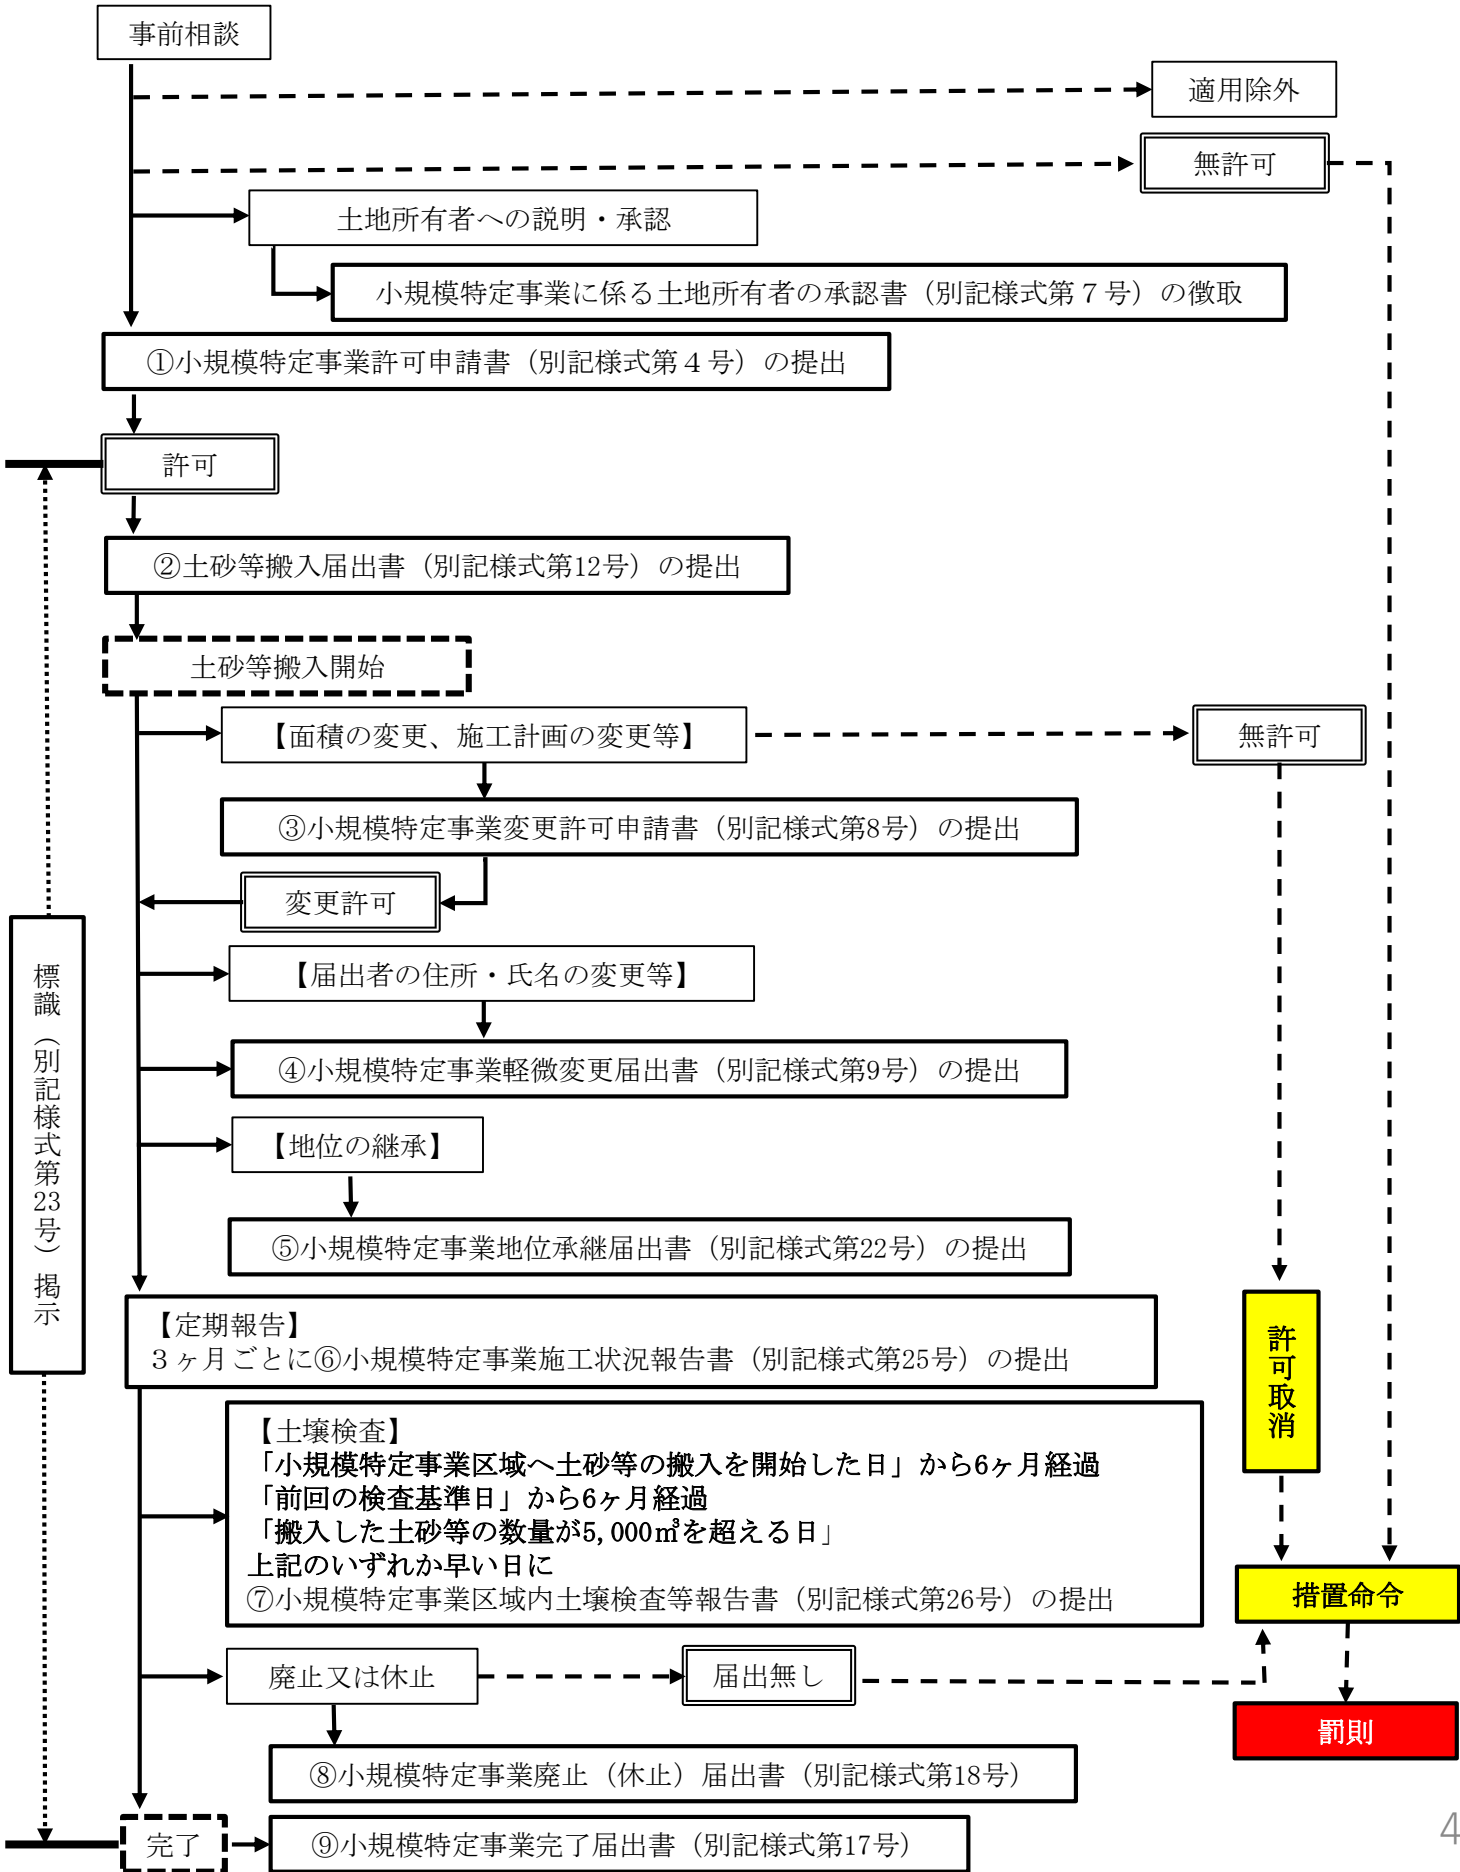 事前相談
適用除外
無許可
土地所有者への説明・承認
小規模特定事業に係る土地所有者の承認書（別記様式第７号）の徴取
①小規模特定事業許可申請書（別記様式第４号）の提出
許可
②土砂等搬入届出書（別記様式第12号）の提出
土砂等搬入開始
【面積の変更、施工計画の変更等】
無許可
③小規模特定事業変更許可申請書（別記様式第8号）の提出
変更許可
【届出者の住所・氏名の変更等】
標識（別記様式第23号）掲示
④小規模特定事業軽微変更届出書（別記様式第9号）の提出
【地位の継承】
⑤小規模特定事業地位承継届出書（別記様式第22号）の提出
【定期報告】
３ヶ月ごとに⑥小規模特定事業施工状況報告書（別記様式第25号）の提出
許可取消
【土壌検査】
「小規模特定事業区域へ土砂等の搬入を開始した日」から6ヶ月経過
「前回の検査基準日」から6ヶ月経過
「搬入した土砂等の数量が5,000㎥を超える日」
上記のいずれか早い日に
⑦小規模特定事業区域内土壌検査等報告書（別記様式第26号）の提出
措置命令
廃止又は休止
届出無し
罰則
⑧小規模特定事業廃止（休止）届出書（別記様式第18号）
完了
⑨小規模特定事業完了届出書（別記様式第17号）
4